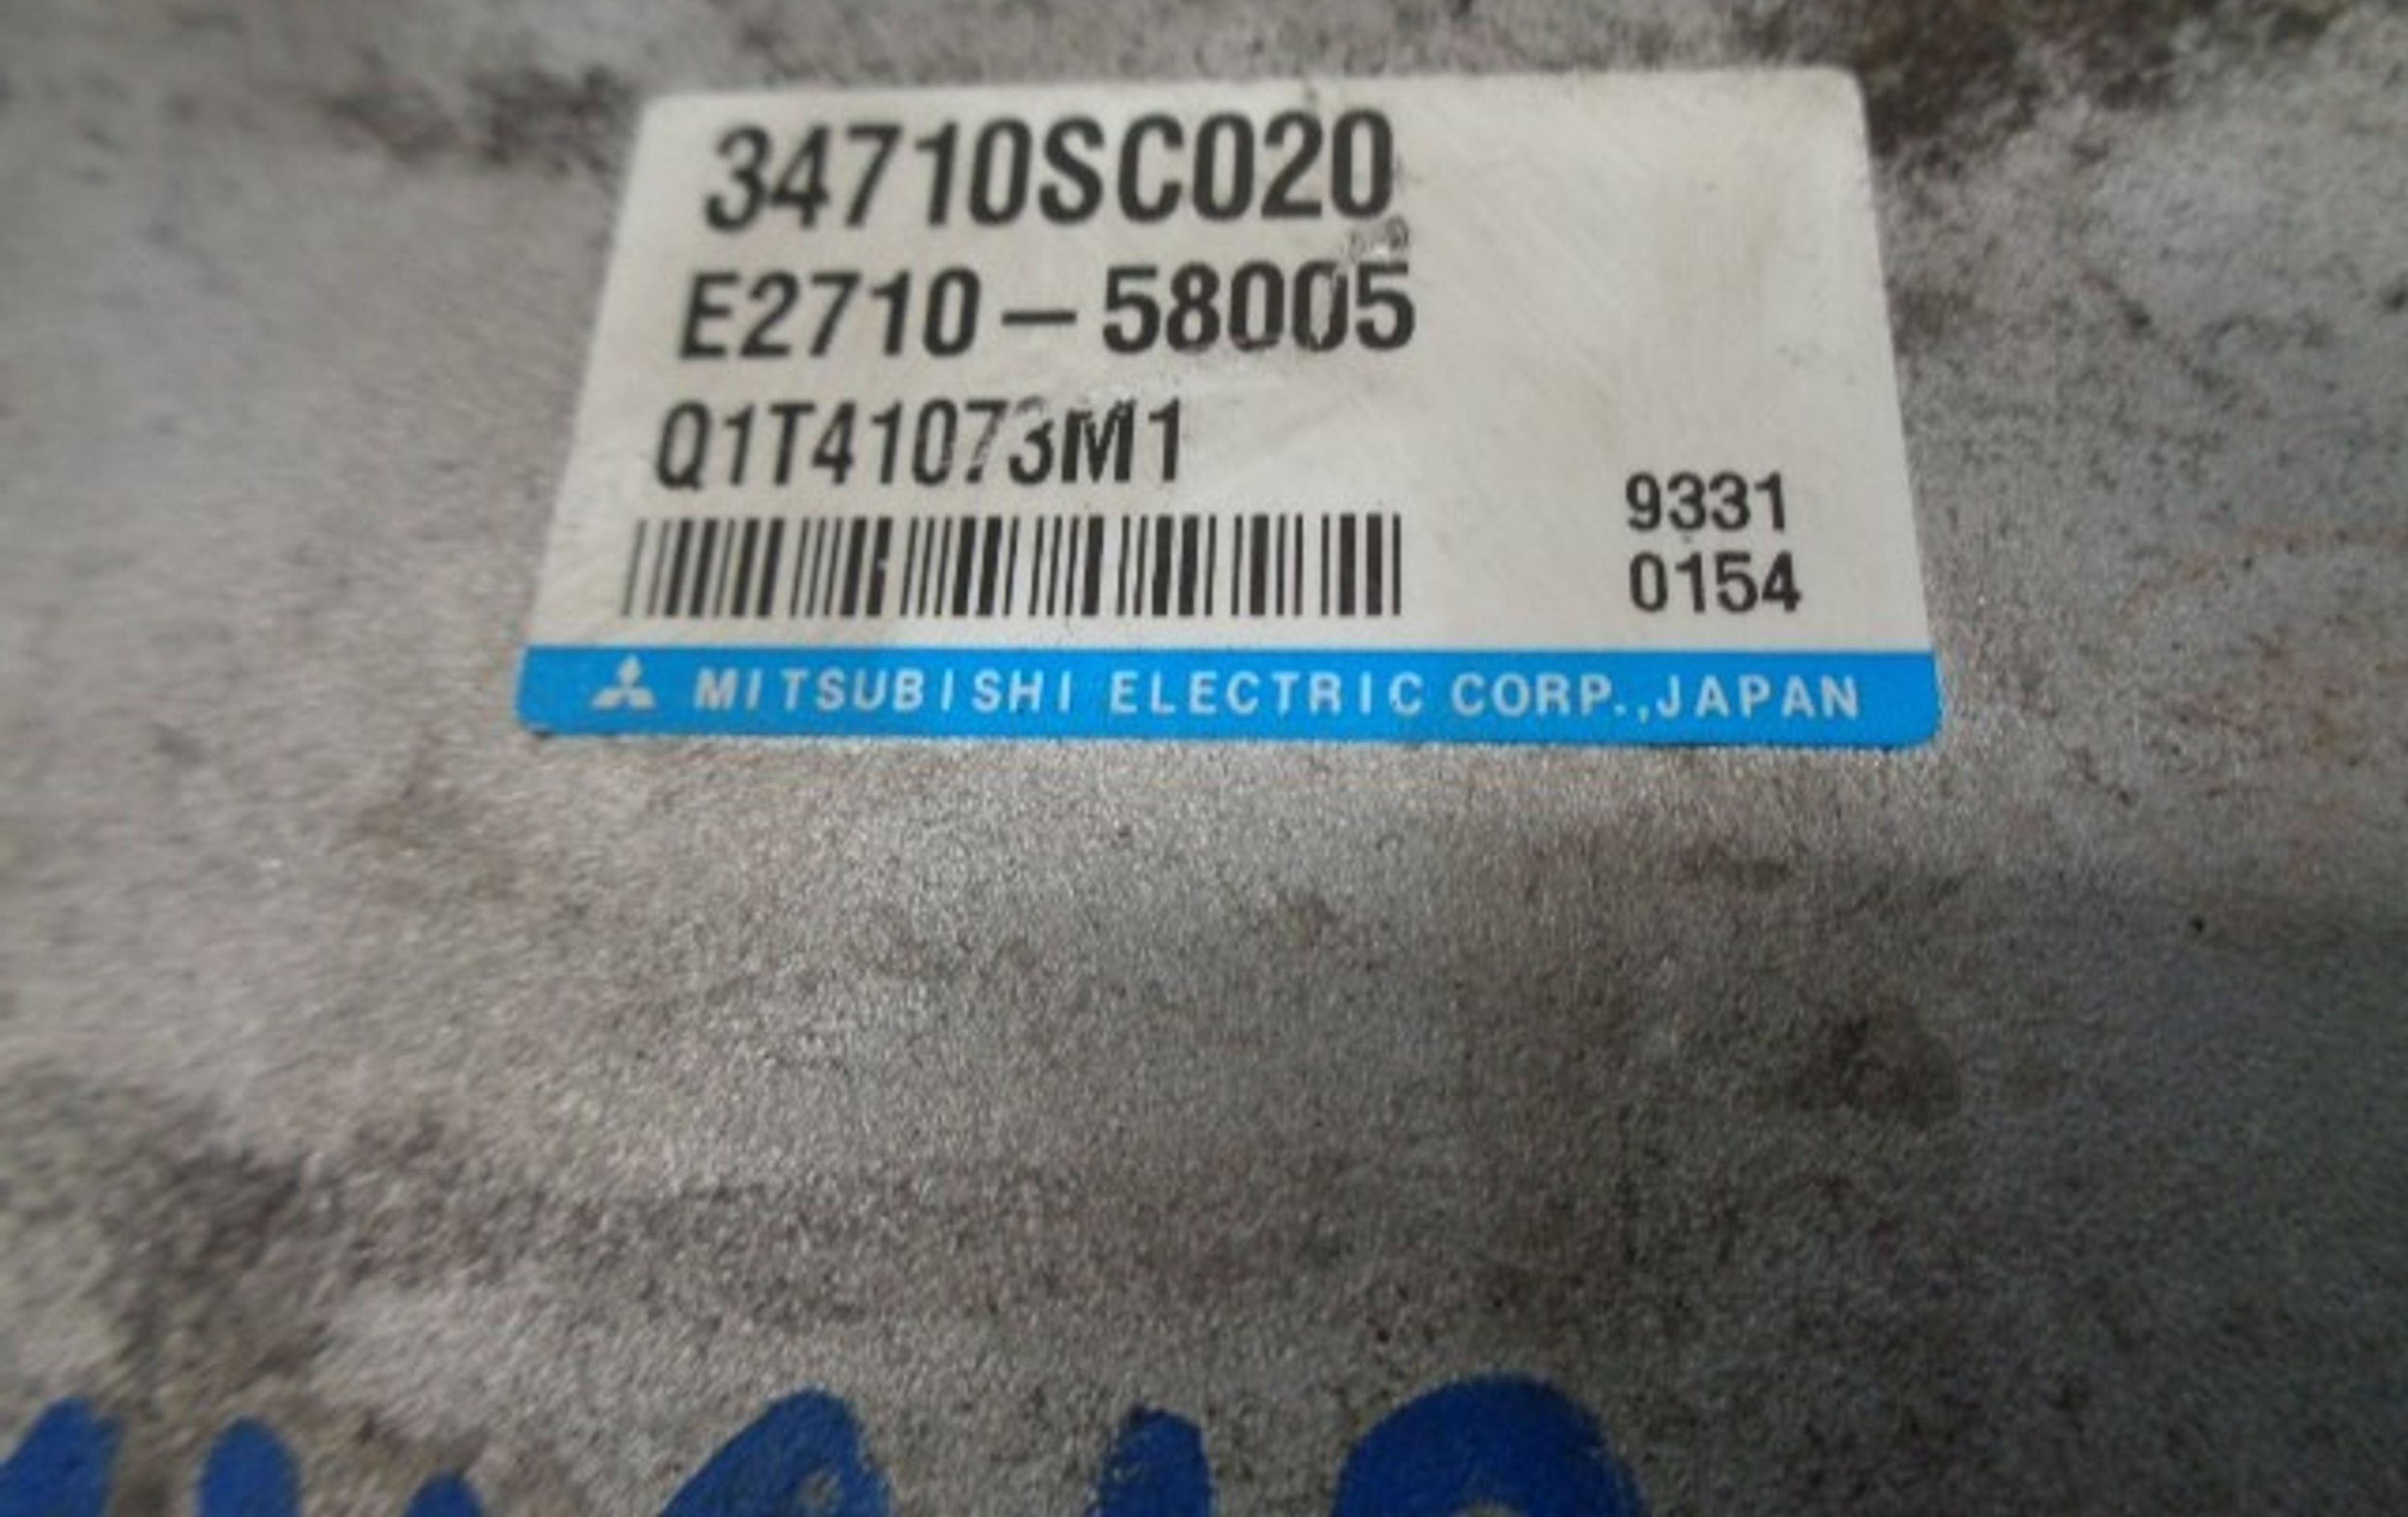 34710SC020
E2710-58005
Q1T41073M1
9331
0154
MITSUBISHI ELECTRIC CORP.,JAPAN